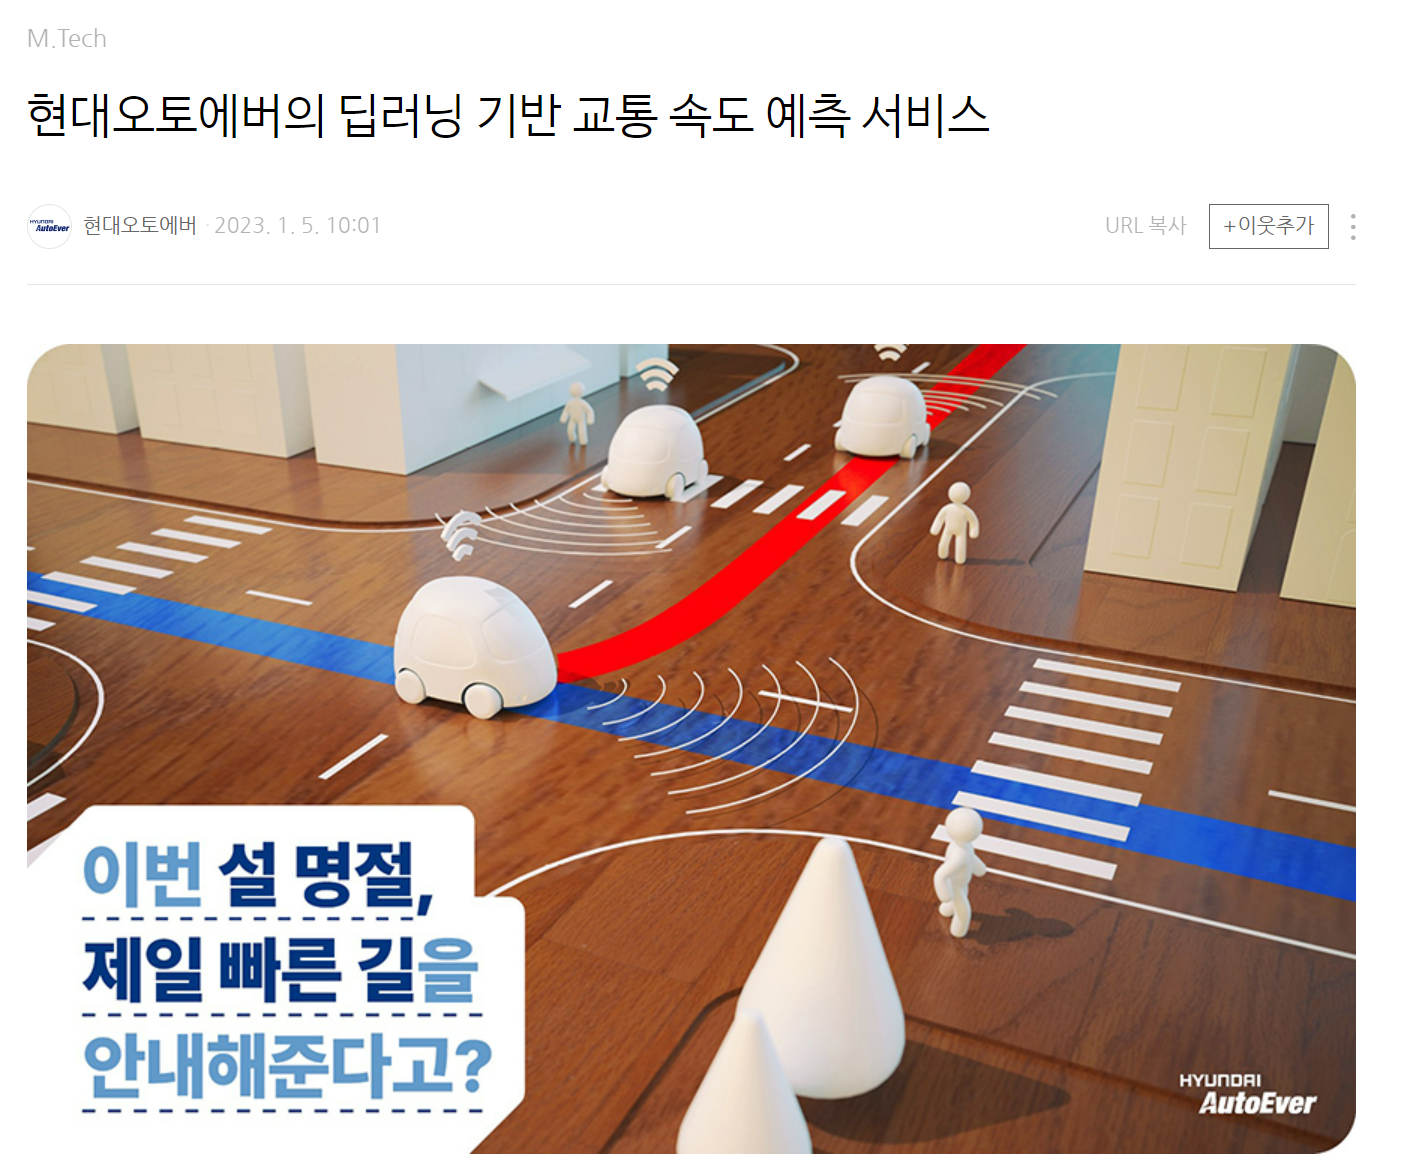 M.Tech
현대오토에버의 딥러닝 기반 교통 속도 예측 서비스
HYUNDAI
AutoEver
현대오토에버 · 2023. 1. 5. 10:01
URL 복사
+이웃추가
이번 설 명절,
제일 빠른 길을
안내해준다고?
HYUNDAI
AutoEver